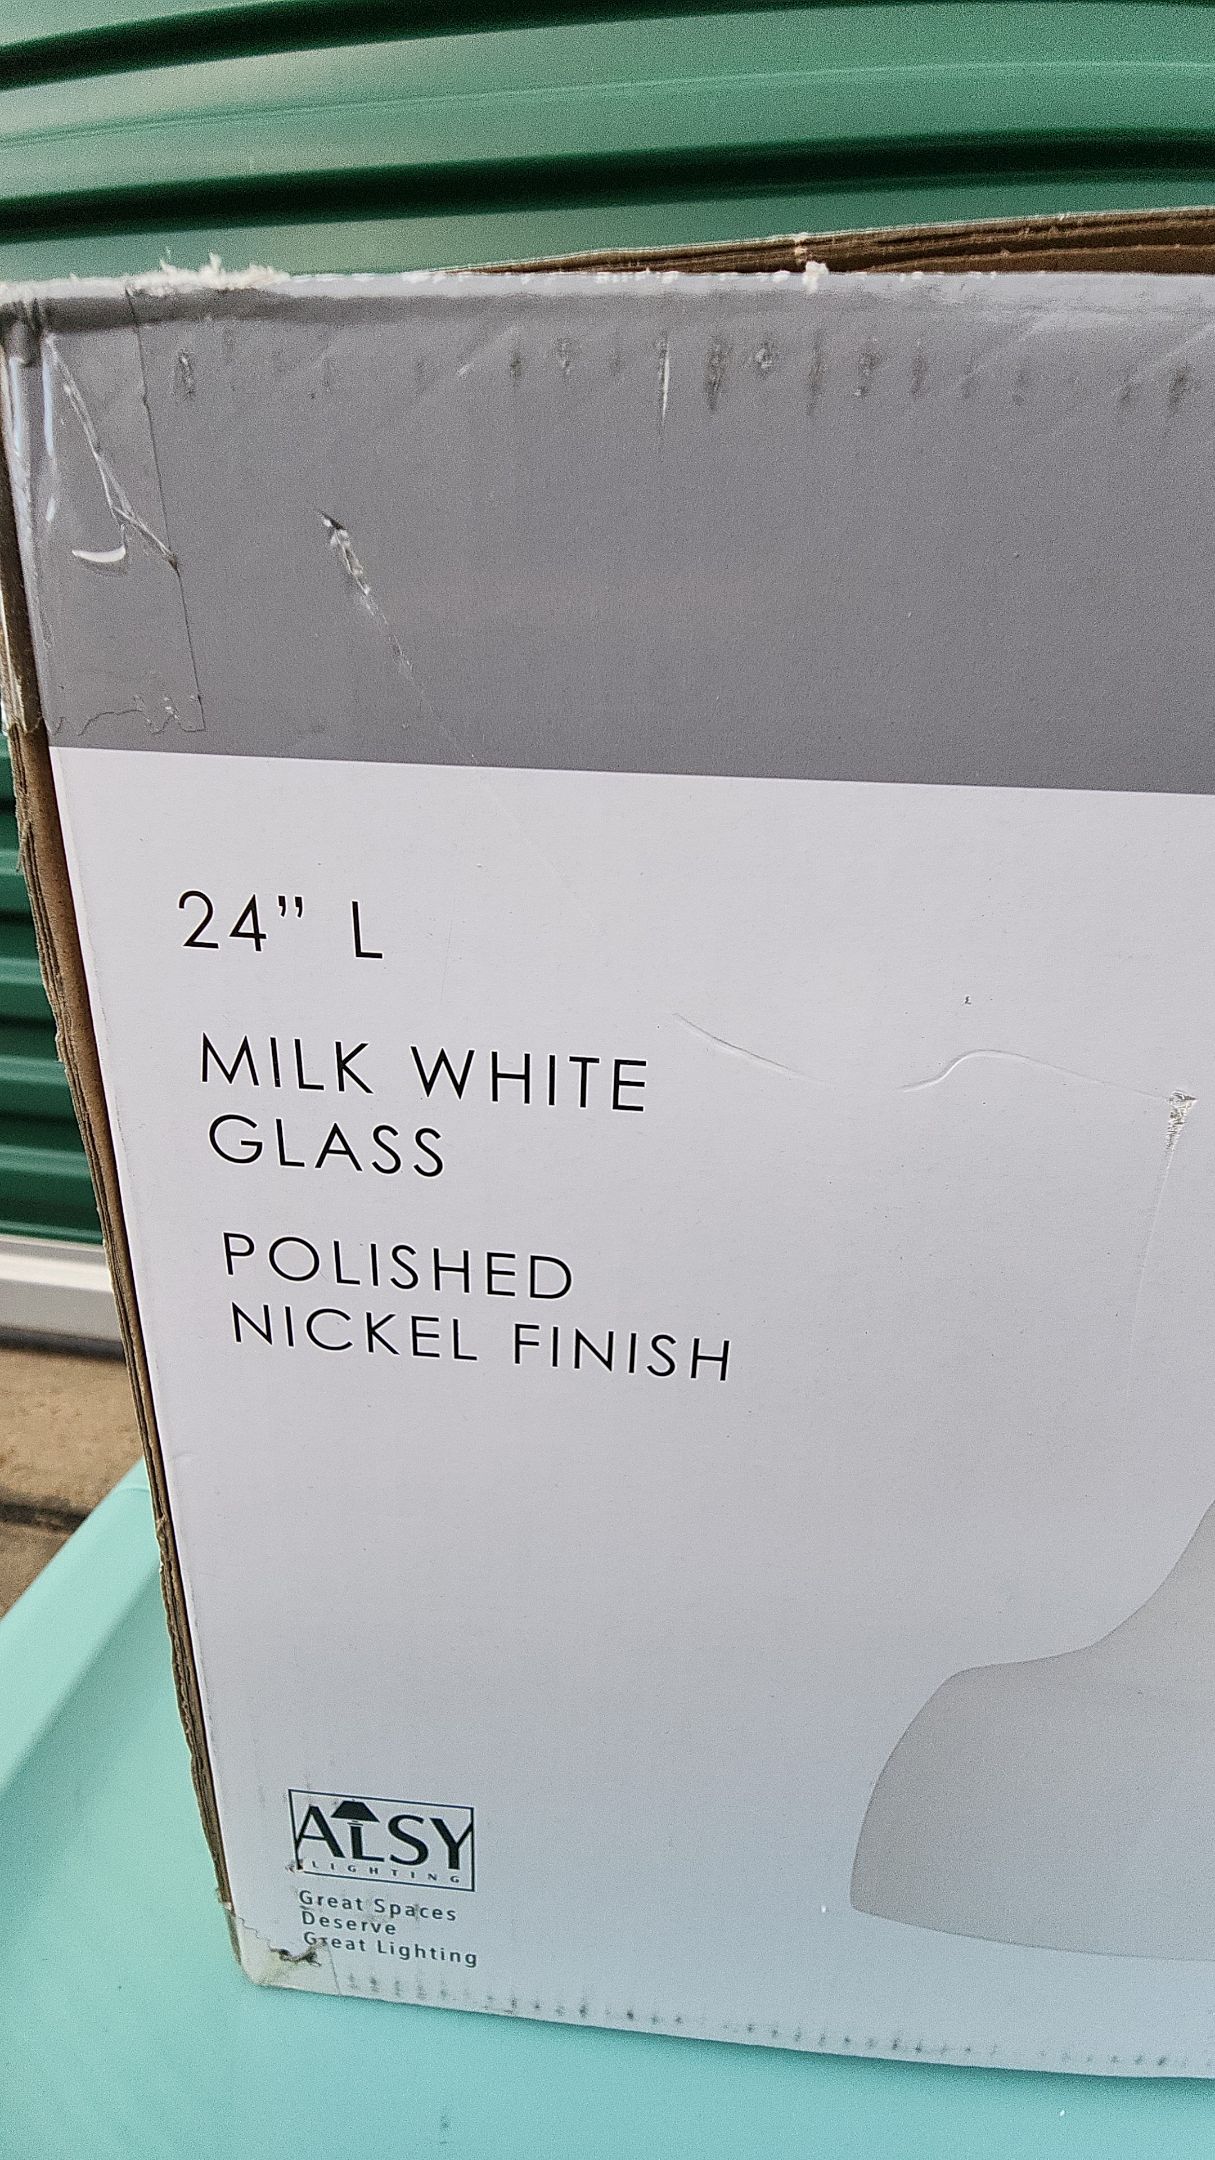 24” L
MILK WHITE
GLASS
POLISHED
NICKEL FINISH
ALSY
LIGHTING
Great Spaces
Deserve
Great Lighting